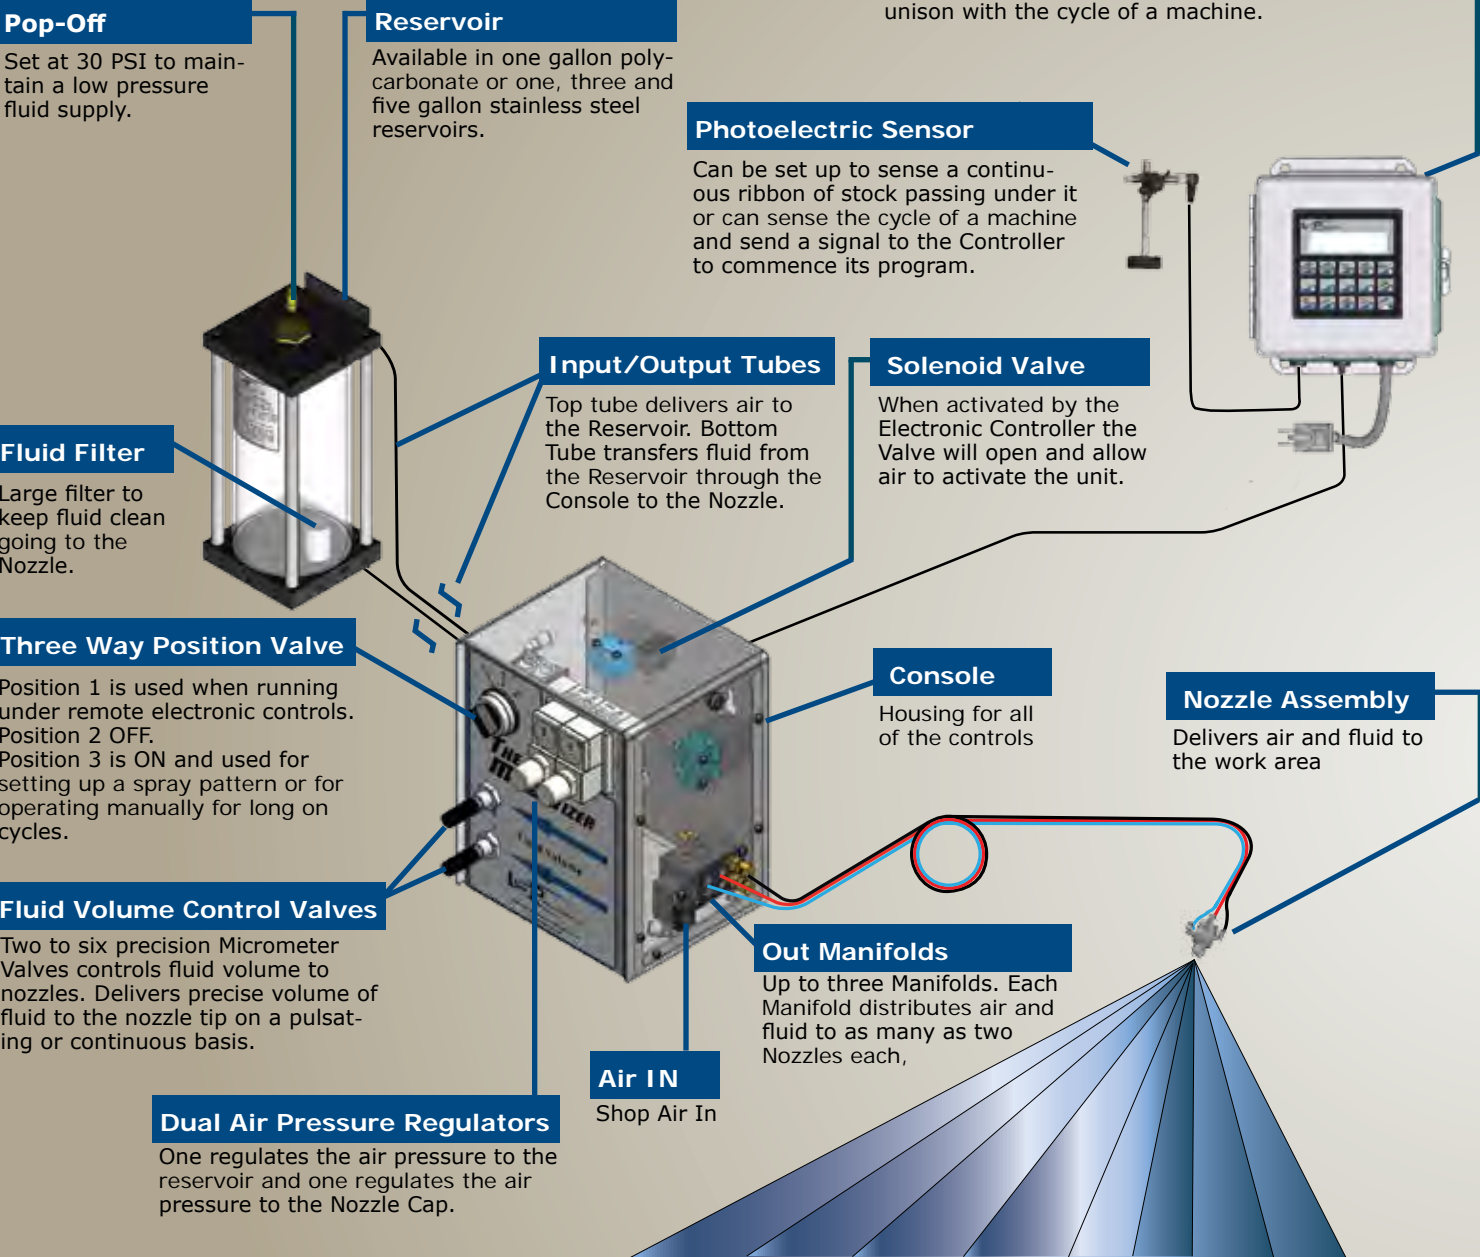 unison with the cycle of a machine.
Pop-Off
Set at 30 PSI to main-
tain a low pressure
fluid supply.
Reservoir
Available in one gallon poly-
carbonate or one, three and
five gallon stainless steel
reservoirs.
Photoelectric Sensor
Can be set up to sense a continu-
ous ribbon of stock passing under it
or can sense the cycle of a machine
and send a signal to the Controller
to commence its program.
Input/Output Tubes
Top tube delivers air to
the Reservoir. Bottom
Tube transfers fluid from
the Reservoir through the
Console to the Nozzle.
Solenoid Valve
When activated by the
Electronic Controller the
Valve will open and allow
air to activate the unit.
Fluid Filter
Large filter to
keep fluid clean
going to the
Nozzle.
Three Way Position Valve
Position 1 is used when running
under remote electronic controls.
Position 2 OFF.
Position 3 is ON and used for
setting up a spray pattern or for
operating manually for long on
cycles.
Console
Housing for all
of the controls
Nozzle Assembly
Delivers air and fluid to
the work area
THE
Fluid Volume
Fluid Volume Control Valves
Two to six precision Micrometer
Valves controls fluid volume to
nozzles. Delivers precise volume of
fluid to the nozzle tip on a pulsat-
ing or continuous basis.
Out Manifolds
Up to three Manifolds. Each
Manifold distributes air and
fluid to as many as two
Nozzles each,
Air IN
Shop Air In
Dual Air Pressure Regulators
One regulates the air pressure to the
reservoir and one regulates the air
pressure to the Nozzle Cap.